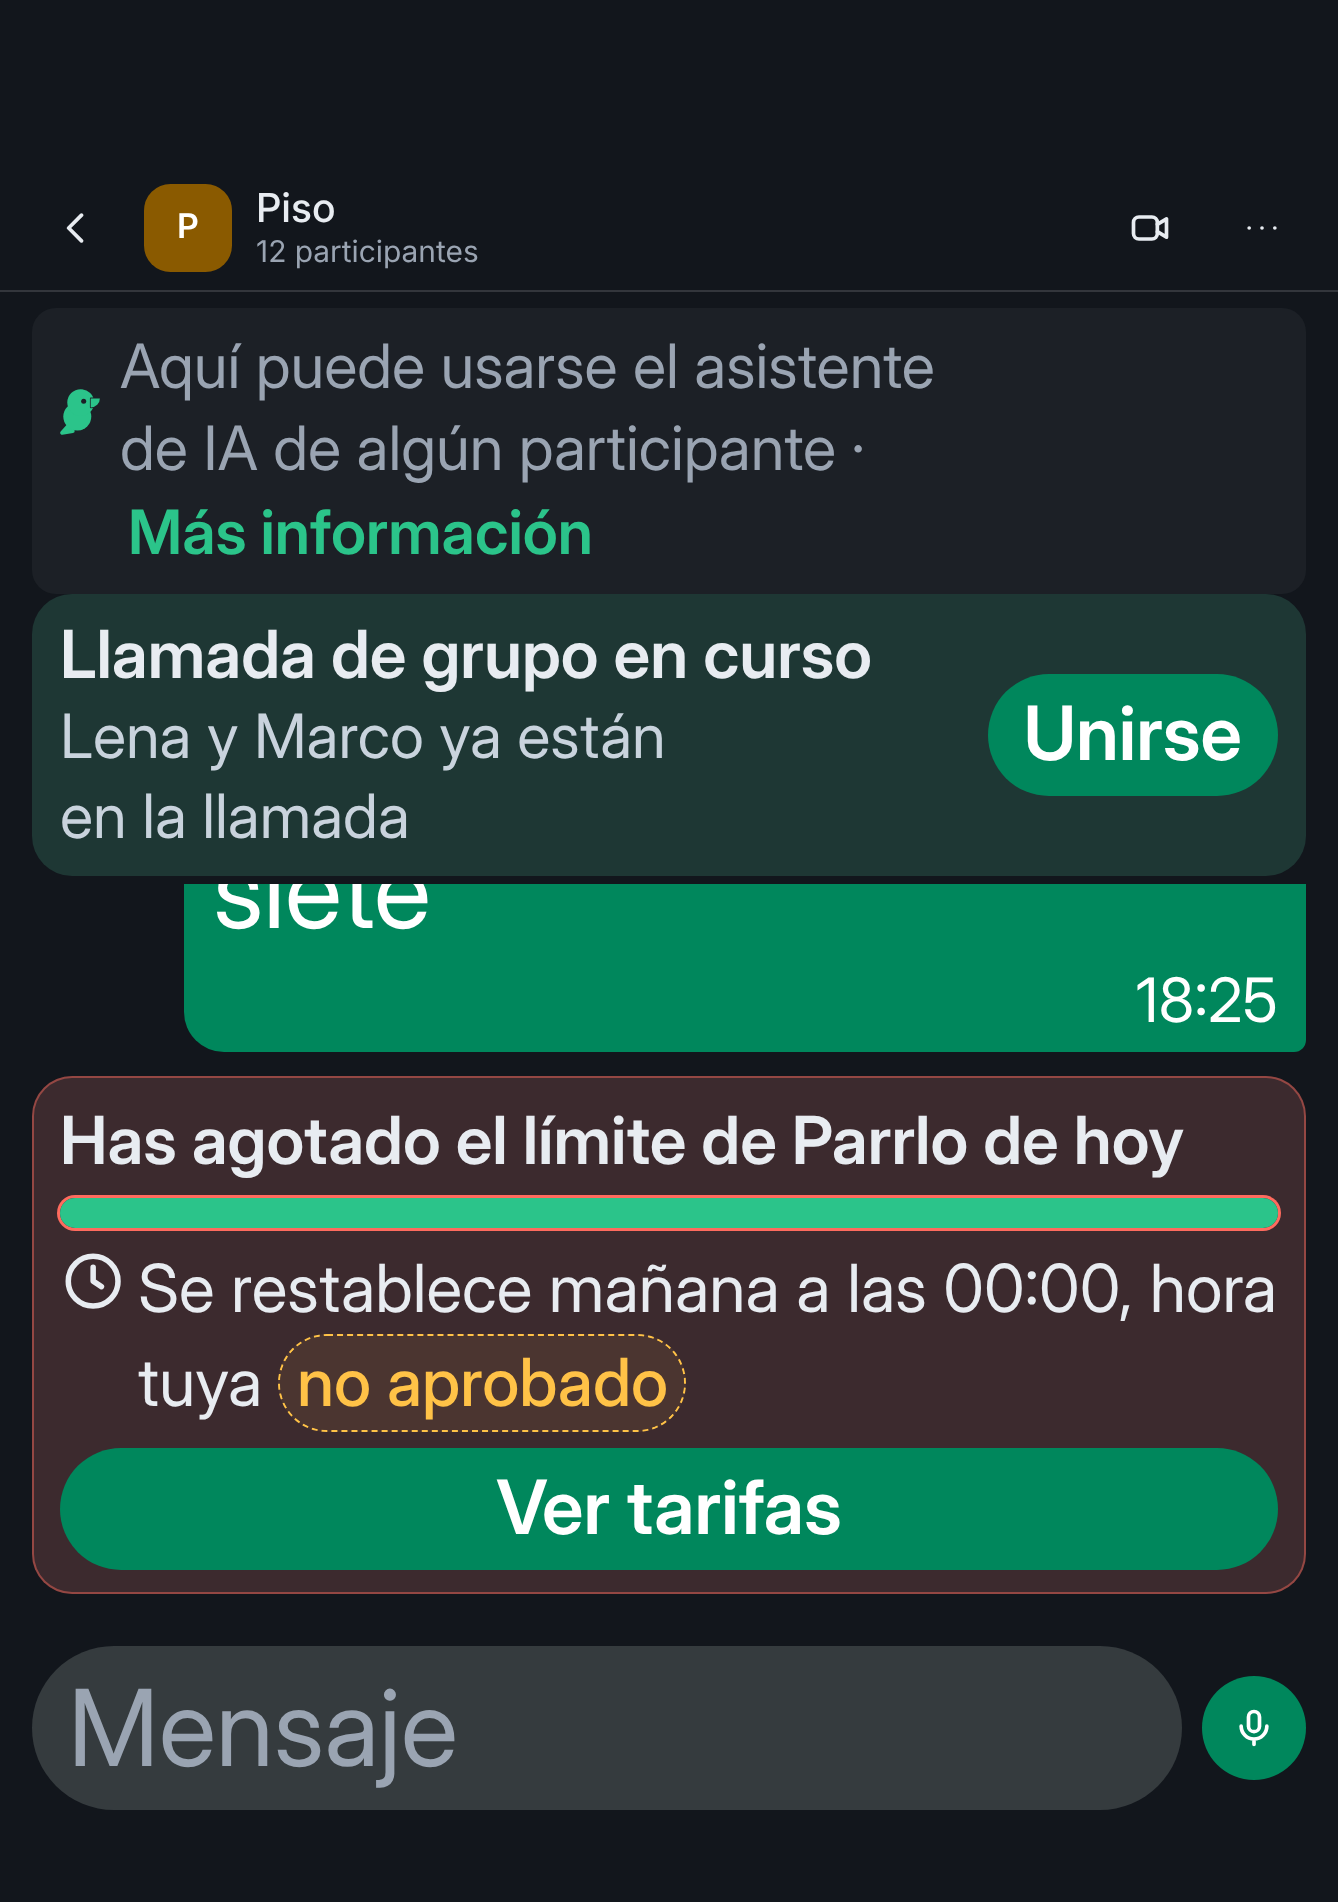 P
Piso
12 participantes
Aquí puede usarse el asistente
de IA de algún participante ·
Más información
Llamada de grupo en curso
Lena y Marco ya están
en la llamada
Unirse
siete
18:25
Has agotado el límite de Parrlo de hoy
Se restablece mañana a las 00:00, hora
tuya no aprobado
Ver tarifas
Mensaje